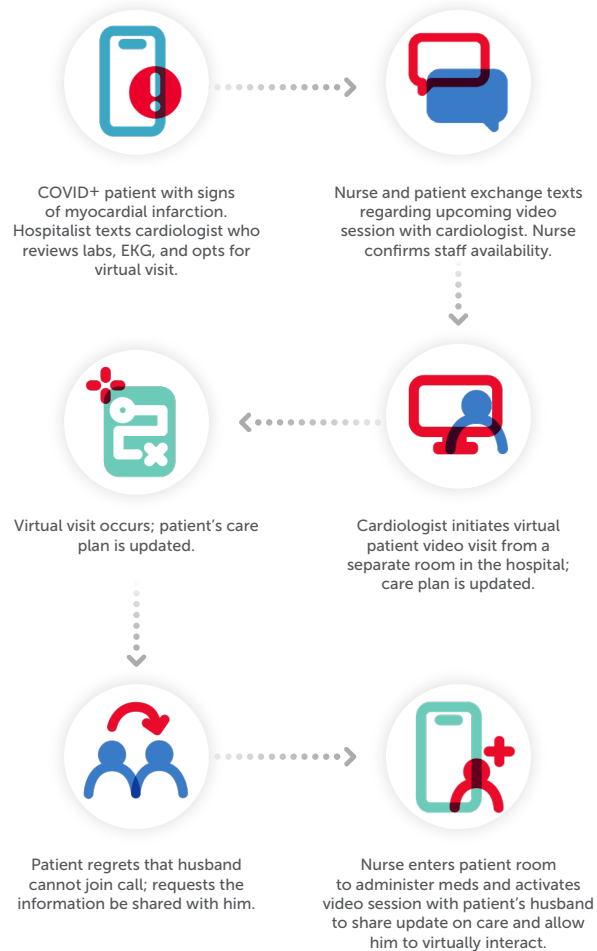 COVID+ patient with signs
of myocardial infarction.
Hospitalist texts cardiologist who
reviews labs, EKG, and opts for
virtual visit.
Nurse and patient exchange texts
regarding upcoming video
session with cardiologist. Nurse
confirms staff availability.
Cardiologist initiates virtual
patient video visit from a
separate room in the hospital;
care plan is updated.
Virtual visit occurs; patient’s care
plan is updated.
Patient regrets that husband
cannot join call; requests the
information be shared with him.
Nurse enters patient room
to administer meds and activates
video session with patient’s husband
to share update on care and allow
him to virtually interact.